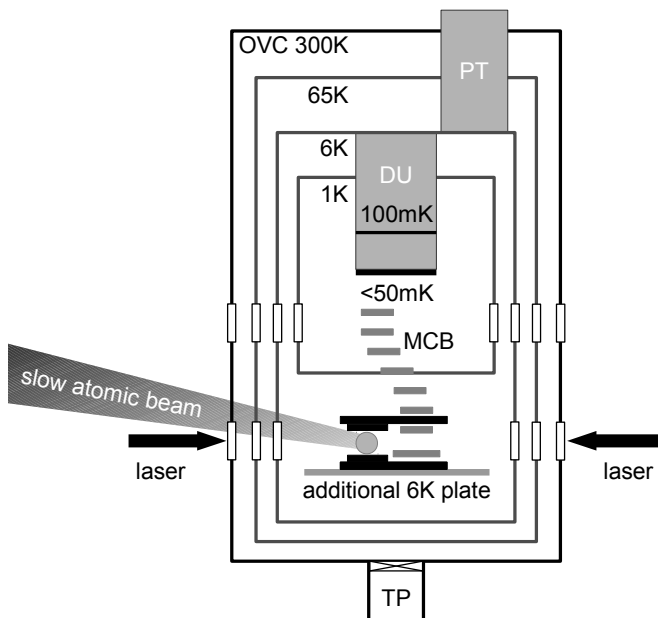 OVC 300K
PT
65K
6K
DU
1K
100mK
<50mK
MCB
slow atomic beam
laser
laser
additional 6K plate
TP